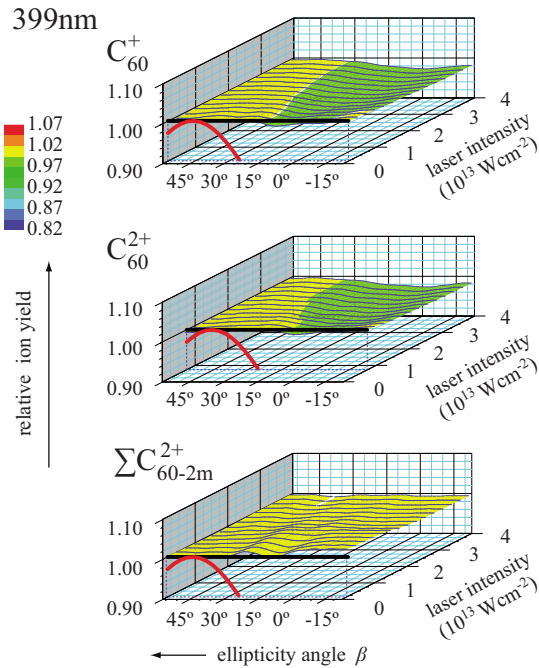 399nm
C60+
1.07
1.02
0.97
0.92
0.87
0.82
1.10
1.00
0.90
45º 30º 15º 0º -15º
0 1 2 3 4
laser intensity
(10^13 Wcm^-2)
C60^2+
1.10
1.00
0.90
45º 30º 15º 0º -15º
0 1 2 3 4
laser intensity
(10^13 Wcm^-2)
relative ion yield
∑C60-2m^2+
1.10
1.00
0.90
45º 30º 15º 0º -15º
0 1 2 3 4
laser intensity
(10^13 Wcm^-2)
ellipticity angle β